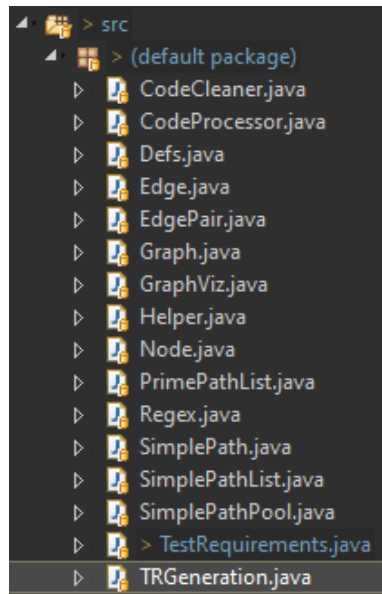 > src
> (default package)
CodeCleaner.java
CodeProcessor.java
Defs.java
Edge.java
EdgePair.java
Graph.java
GraphViz.java
Helper.java
Node.java
PrimePathList.java
Regex.java
SimplePath.java
SimplePathList.java
SimplePathPool.java
> TestRequirements.java
TRGeneration.java